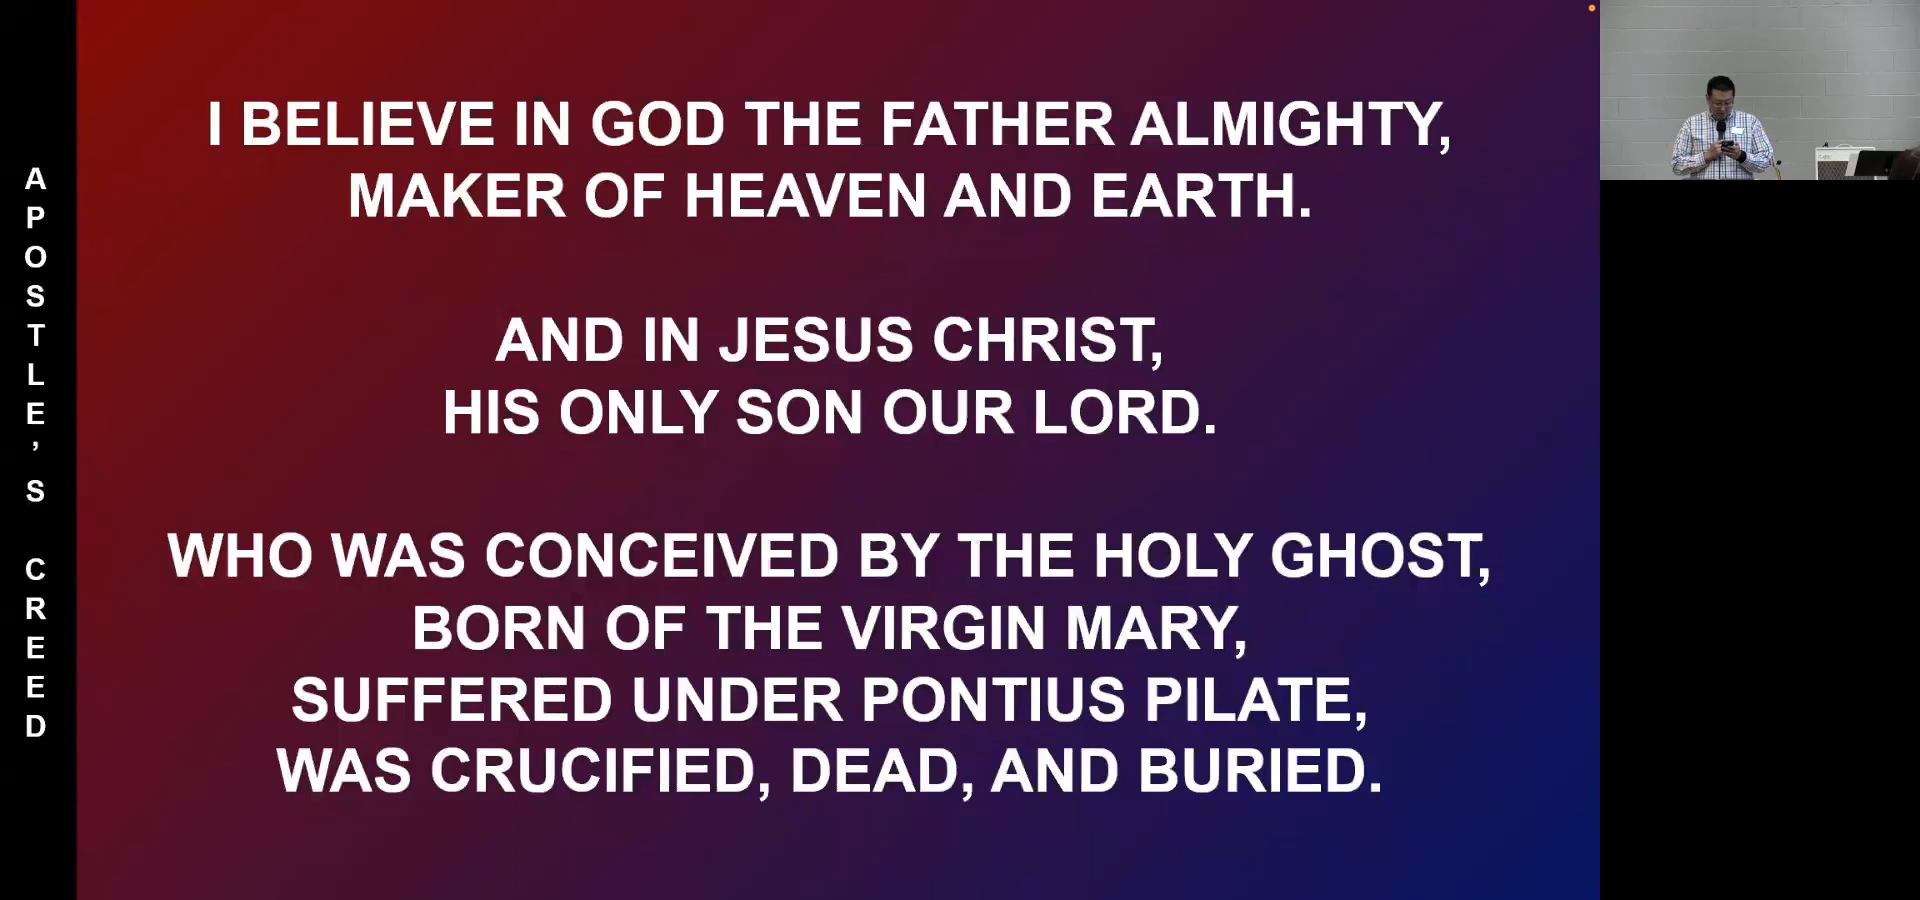 APOSTLE’S CREED
I BELIEVE IN GOD THE FATHER ALMIGHTY,
MAKER OF HEAVEN AND EARTH.
AND IN JESUS CHRIST,
HIS ONLY SON OUR LORD.
WHO WAS CONCEIVED BY THE HOLY GHOST,
BORN OF THE VIRGIN MARY,
SUFFERED UNDER PONTIUS PILATE,
WAS CRUCIFIED, DEAD, AND BURIED.